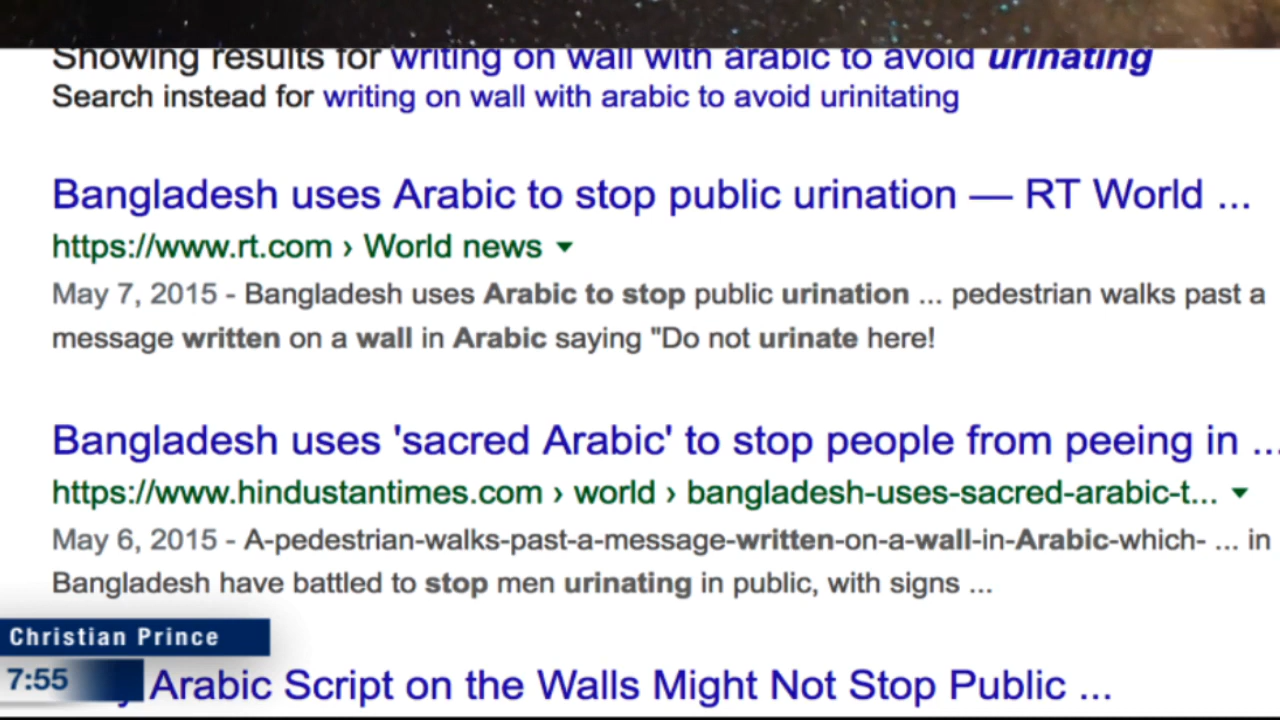 Showing results for writing on wall with arabic to avoid urinating
Search instead for writing on wall with arabic to avoid urinitating
Bangladesh uses Arabic to stop public urination — RT World ...
https://www.rt.com › World news
May 7, 2015 - Bangladesh uses Arabic to stop public urination ... pedestrian walks past a
message written on a wall in Arabic saying "Do not urinate here!
Bangladesh uses 'sacred Arabic' to stop people from peeing in ...
https://www.hindustantimes.com › world › bangladesh-uses-sacred-arabic-t...
May 6, 2015 - A-pedestrian-walks-past-a-message-written-on-a-wall-in-Arabic-which- ... in
Bangladesh have battled to stop men urinating in public, with signs ...
Christian Prince
7:55
Arabic Script on the Walls Might Not Stop Public ...